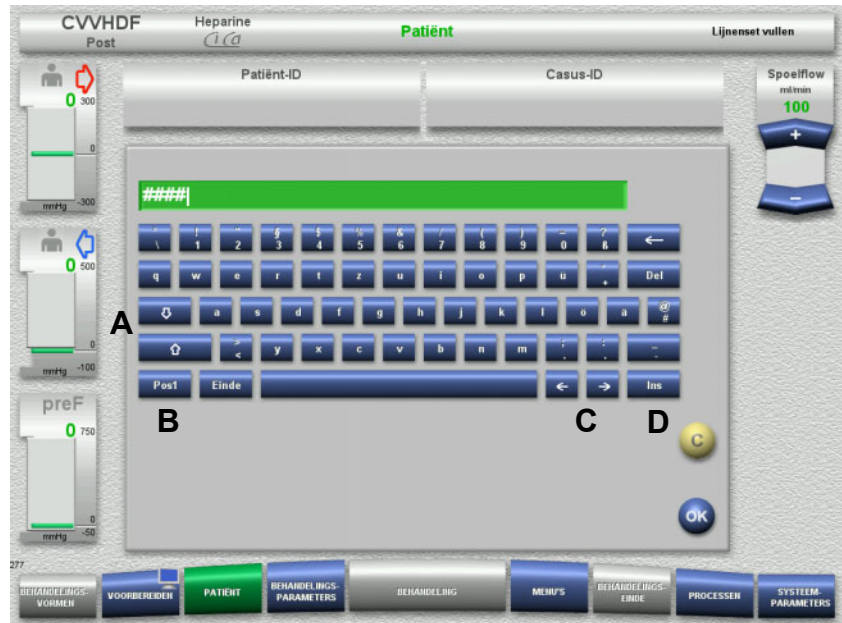 CVVHDF
Post
Heparine
Ci Ca
Patiënt
Lijnenset vullen
0 300
0
mmHg -300
0 500
0
mmHg -100
preF
0 750
0
mmHg -50
Patiënt-ID
Casus-ID
Spoelflow
ml/min
100
+
-
####
° ! " § $ % & / ( ) = ?
\ 1 2 3 4 5 6 7 8 9 0 ß ←
q w e r t z u i o p ü + Del
A
a s d f g h j k l ö ä @ #
> < y x c v b n m ; , : . _ -
Pos1 Einde ← → Ins
B C D
C
OK
277
BEHANDELINGS-
VORMEN
VOORBEREIDEN
PATIËNT
BEHANDELINGS-
PARAMETERS
BEHANDELING
MENU'S
BEHANDELINGS-
EINDE
PROCESSEN
SYSTEEM-
PARAMETERS